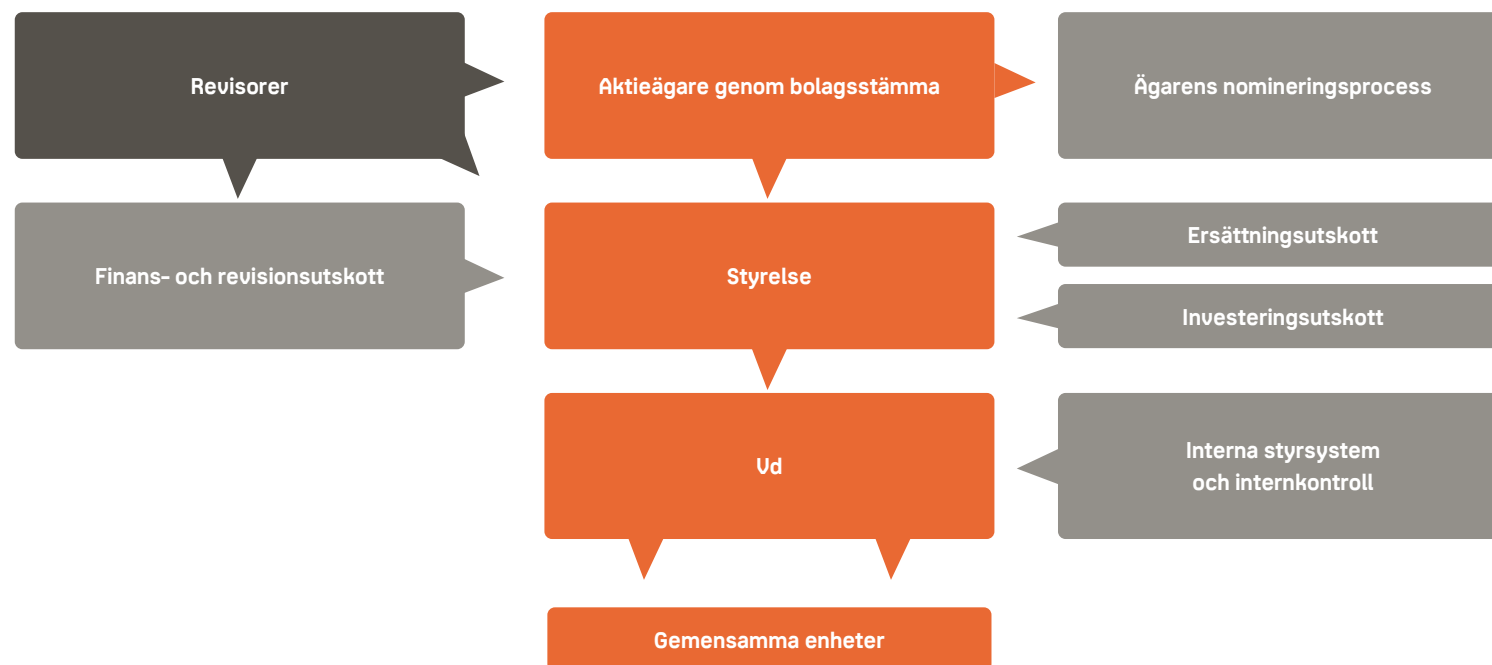 Revisorer
Aktieägare genom bolagsstämma
Ägarens nomineringsprocess
Finans- och revisionsutskott
Styrelse
Ersättningsutskott
Investeringsutskott
Vd
Interna styrsystem
och internkontroll
Gemensamma enheter